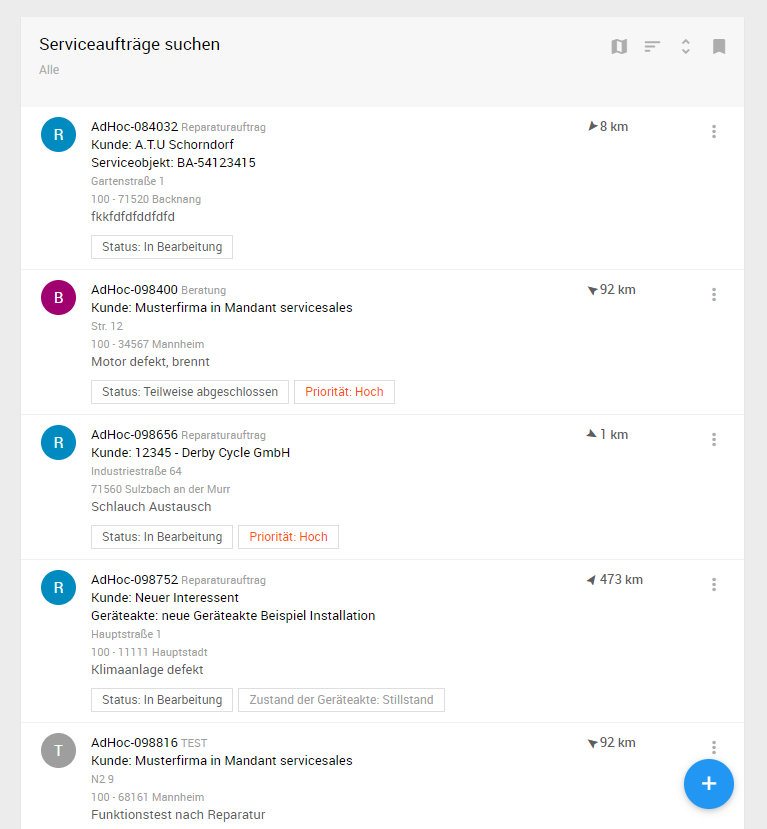 Serviceaufträge suchen
Alle
R
AdHoc-084032 Reparaturauftrag
8 km
Kunde: A.T.U Schorndorf
Serviceobjekt: BA-54123415
Gartenstraße 1
100 - 71520 Backnang
fkkfdfdfddfdfd
Status: In Bearbeitung
B
AdHoc-098400 Beratung
92 km
Kunde: Musterfirma in Mandant servicesales
Str. 12
100 - 34567 Mannheim
Motor defekt, brennt
Status: Teilweise abgeschlossen
Priorität: Hoch
R
AdHoc-098656 Reparaturauftrag
1 km
Kunde: 12345 - Derby Cycle GmbH
Industriestraße 64
71560 Sulzbach an der Murr
Schlauch Austausch
Status: In Bearbeitung
Priorität: Hoch
R
AdHoc-098752 Reparaturauftrag
473 km
Kunde: Neuer Interessent
Geräteakte: neue Geräteakte Beispiel Installation
Hauptstraße 1
100 - 11111 Hauptstadt
Klimaanlage defekt
Status: In Bearbeitung
Zustand der Geräteakte: Stillstand
T
AdHoc-098816 TEST
92 km
Kunde: Musterfirma in Mandant servicesales
N2 9
100 - 68161 Mannheim
Funktionstest nach Reparatur
+